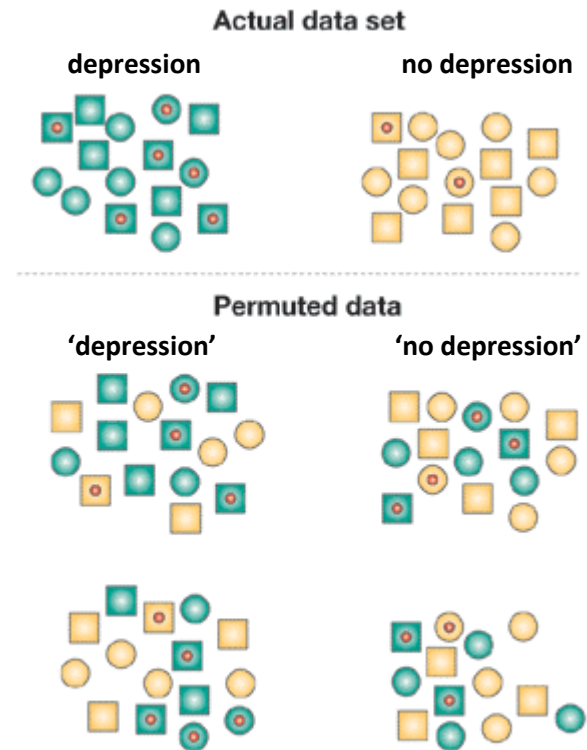 Actual data set
depression no depression
Permuted data
‘depression’ ‘no depression’